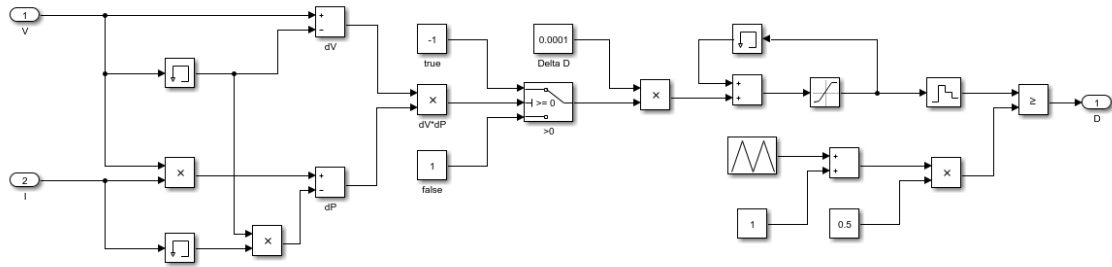 1
V
+
−
dV
-1
true
0.0001
Delta D
×
dV*dP
>= 0
>0
×
+
+
≥
1
D
1
false
2
I
×
+
−
dP
×
+
+
×
1
0.5